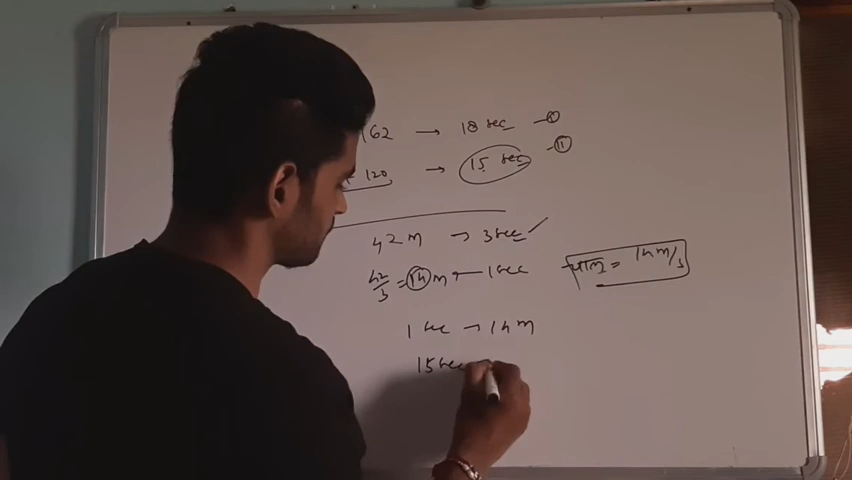 162 → 18 sec - ①
+ 120 → 15 sec - ⑪
42 m → 3 sec ✓
42/3 = 14 m ← 1 sec
चाल = 14 m/s
1 sec → 14 m
15 sec